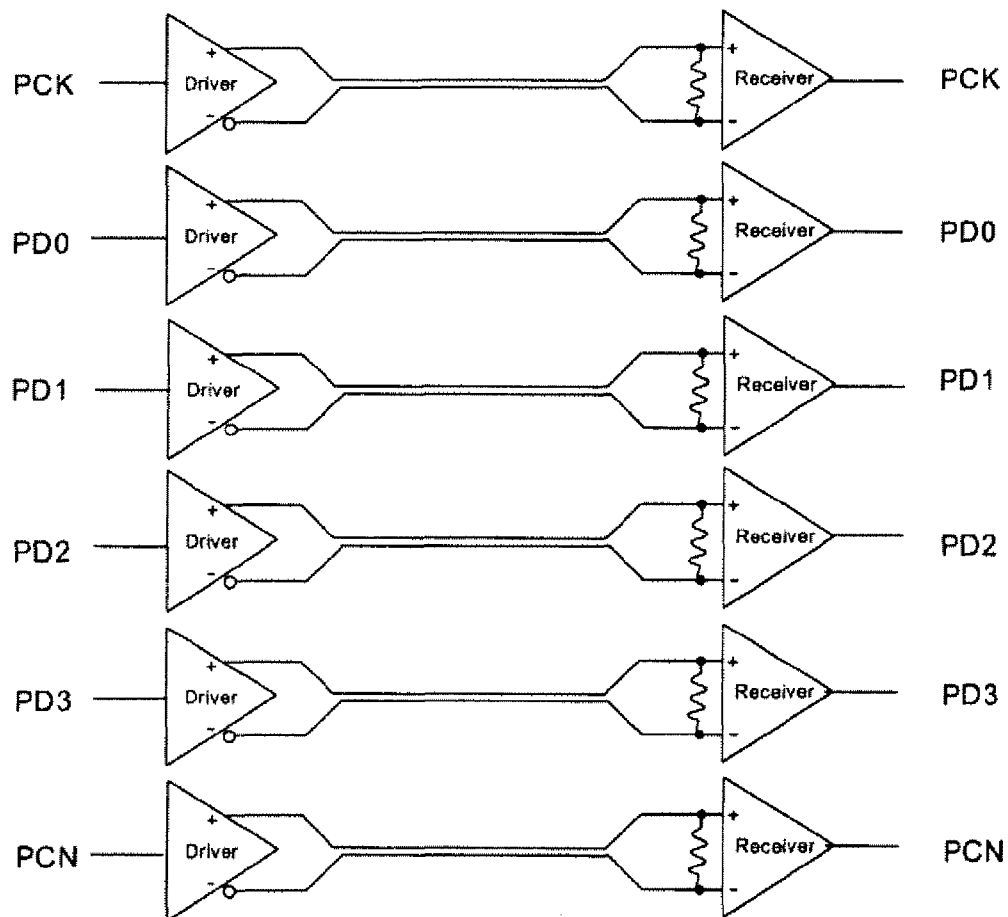 PCK + Driver - + Receiver - PCK
PD0 + Driver - + Receiver - PD0
PD1 + Driver - + Receiver - PD1
PD2 + Driver - + Receiver - PD2
PD3 + Driver - + Receiver - PD3
PCN + Driver - + Receiver - PCN